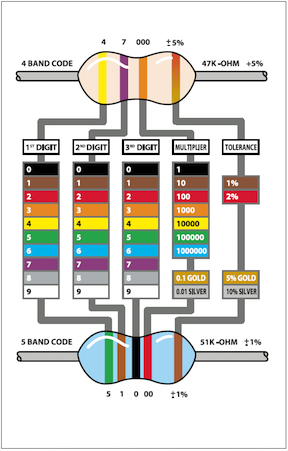 4 7 000 ‡5%
4 BAND CODE 47K -OHM +5%
1ST DIGIT 2ND DIGIT 3RD DIGIT MULTIPLIER TOLERANCE
0 0 0 1
1 1 1 10 1%
2 2 2 100 2%
3 3 3 1000
4 4 4 10000
5 5 5 100000
6 6 6 1000000
7 7 7
8 8 8 0.1 GOLD 5% GOLD
9 9 9 0.01 SILVER 10% SILVER
5 BAND CODE 51K -OHM ‡1%
5 1 0 00 ‡1%